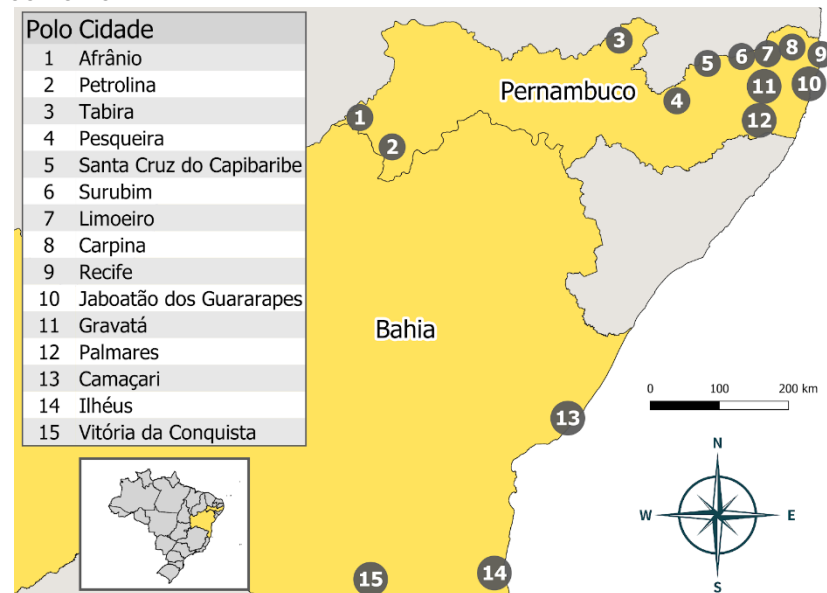 Polo Cidade
1 Afrânio
2 Petrolina
3 Tabira
4 Pesqueira
5 Santa Cruz do Capibaribe
6 Surubim
7 Limoeiro
8 Carpina
9 Recife
10 Jaboatão dos Guararapes
11 Gravatá
12 Palmares
13 Camaçari
14 Ilhéus
15 Vitória da Conquista
3
5 6 7 8 9
Pernambuco
4
11
10
1
12
2
Bahia
0 100 200 km
13
N
W E
S
15
14